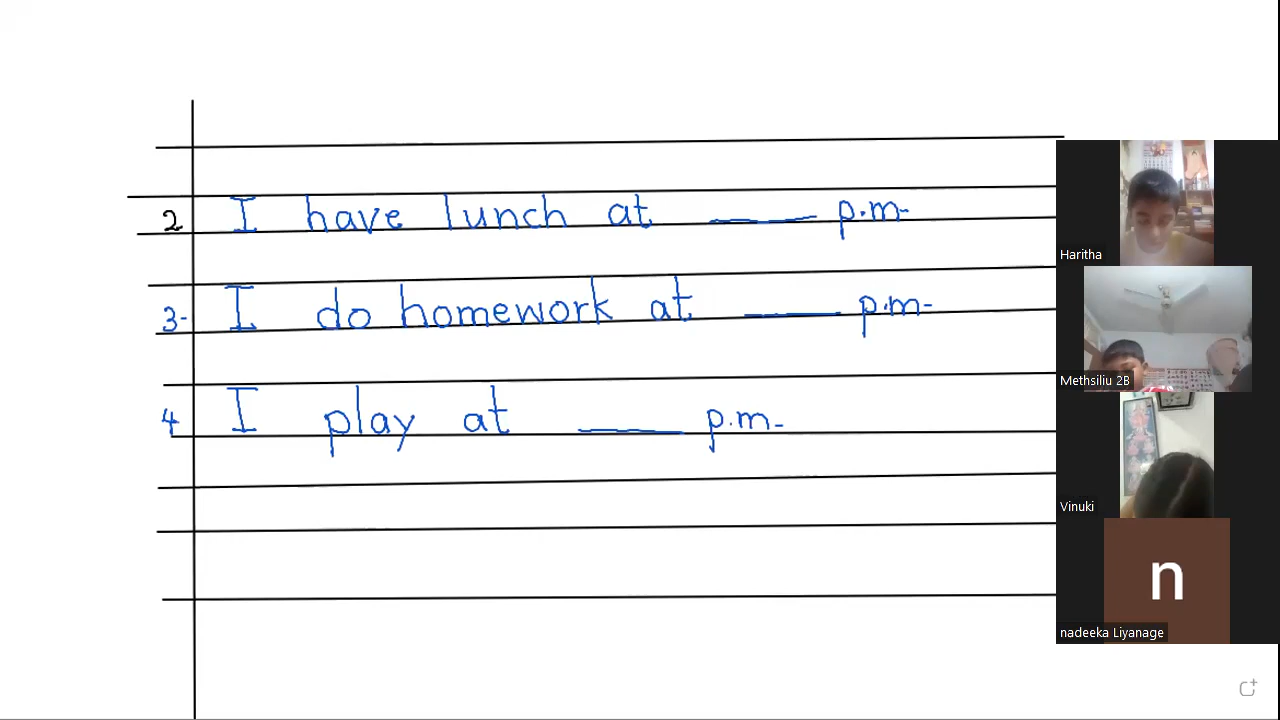 2 I have lunch at ____ p.m.
3. I do homework at ____ p.m.
4 I play at ____ p.m.
Haritha
Methsiliu 2B
Vinuki
n
nadeeka Liyanage